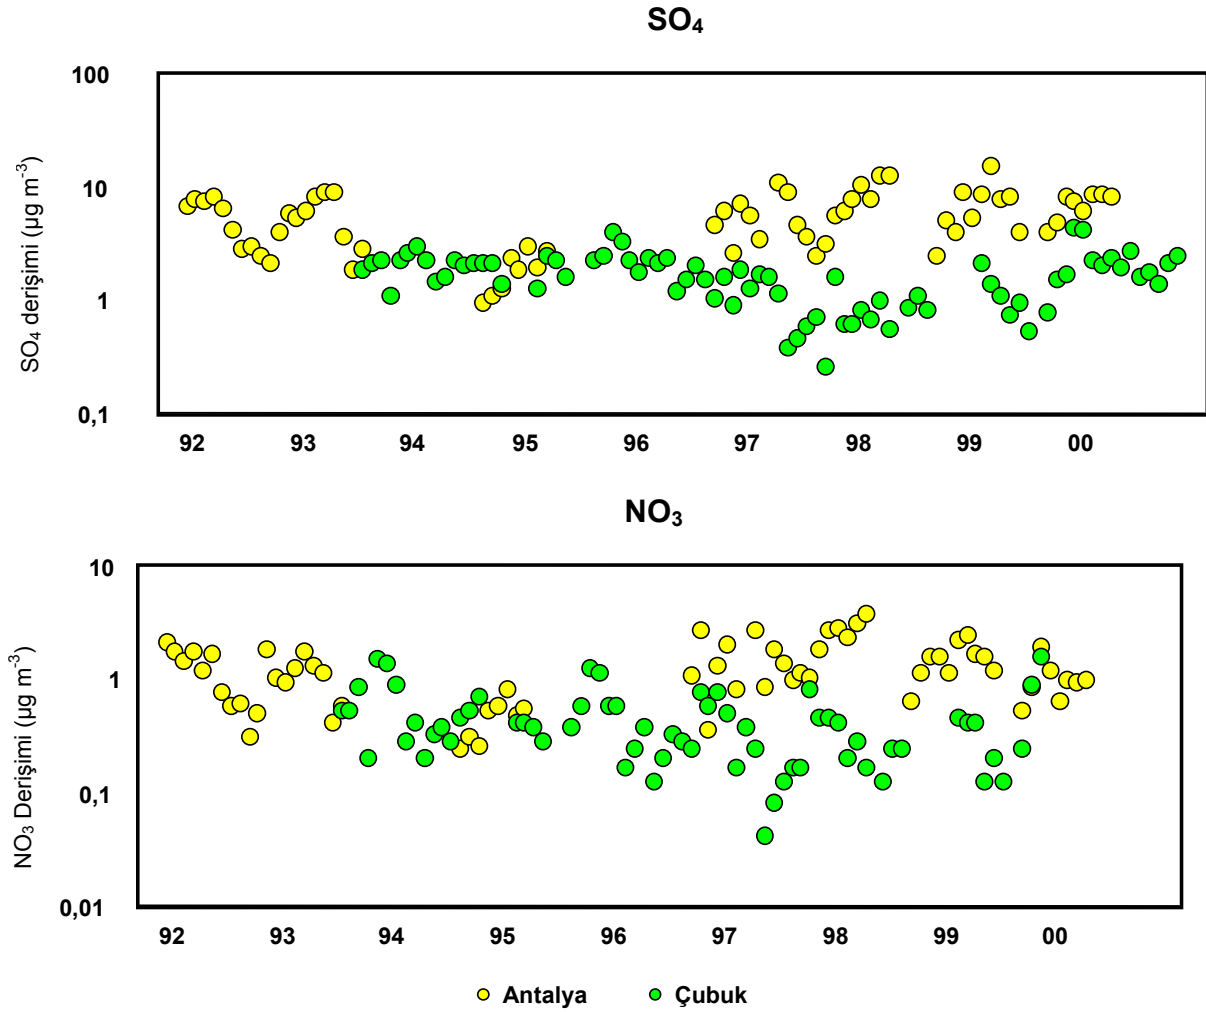 SO₄
100
10
1
0,1
SO₄ derişimi (µg m⁻³)
92 93 94 95 96 97 98 99 00
NO₃
10
1
0,1
0,01
NO₃ Derişimi (µg m⁻³)
92 93 94 95 96 97 98 99 00
Antalya Çubuk